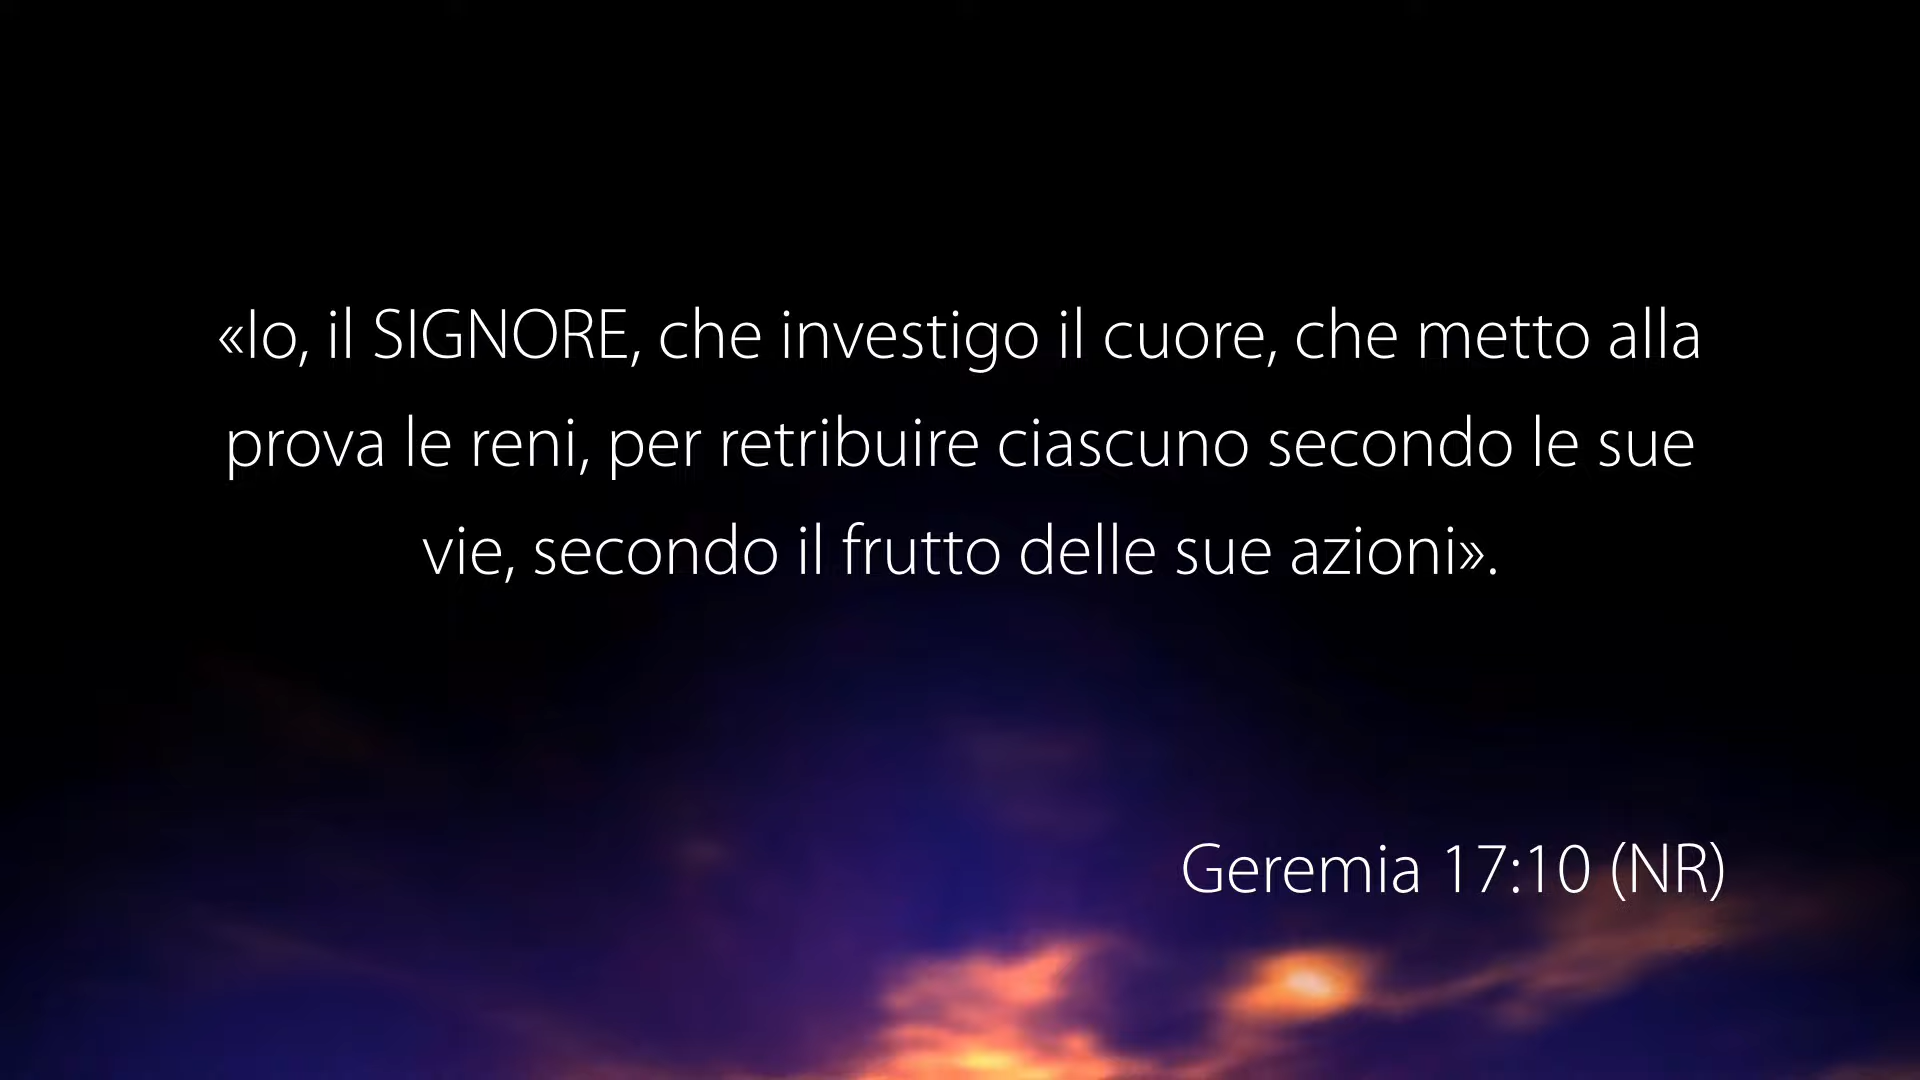 «Io, il SIGNORE, che investigo il cuore, che metto alla
prova le reni, per retribuire ciascuno secondo le sue
vie, secondo il frutto delle sue azioni».
Geremia 17:10 (NR)